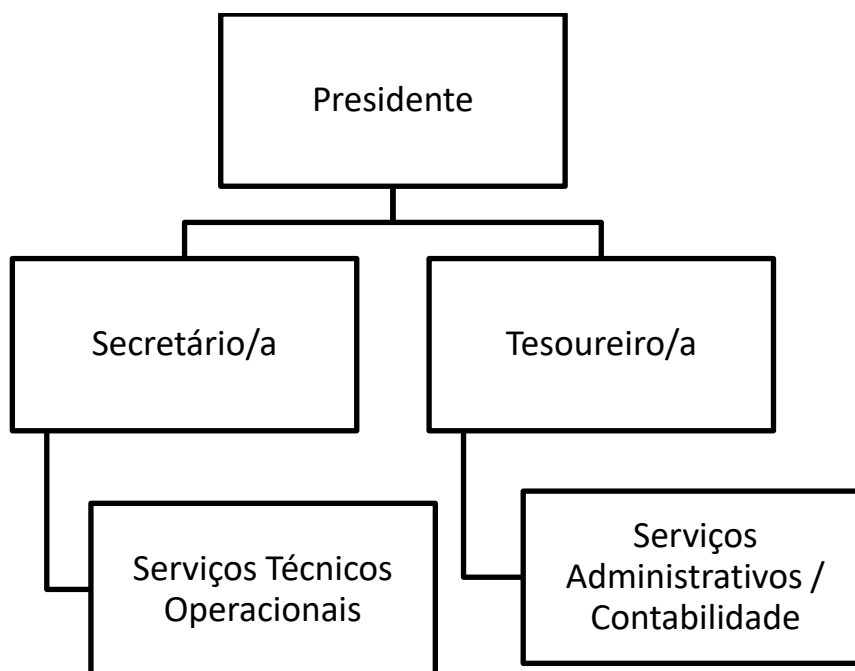 Presidente
Secretário/a
Tesoureiro/a
Serviços Técnicos
Operacionais
Serviços
Administrativos /
Contabilidade